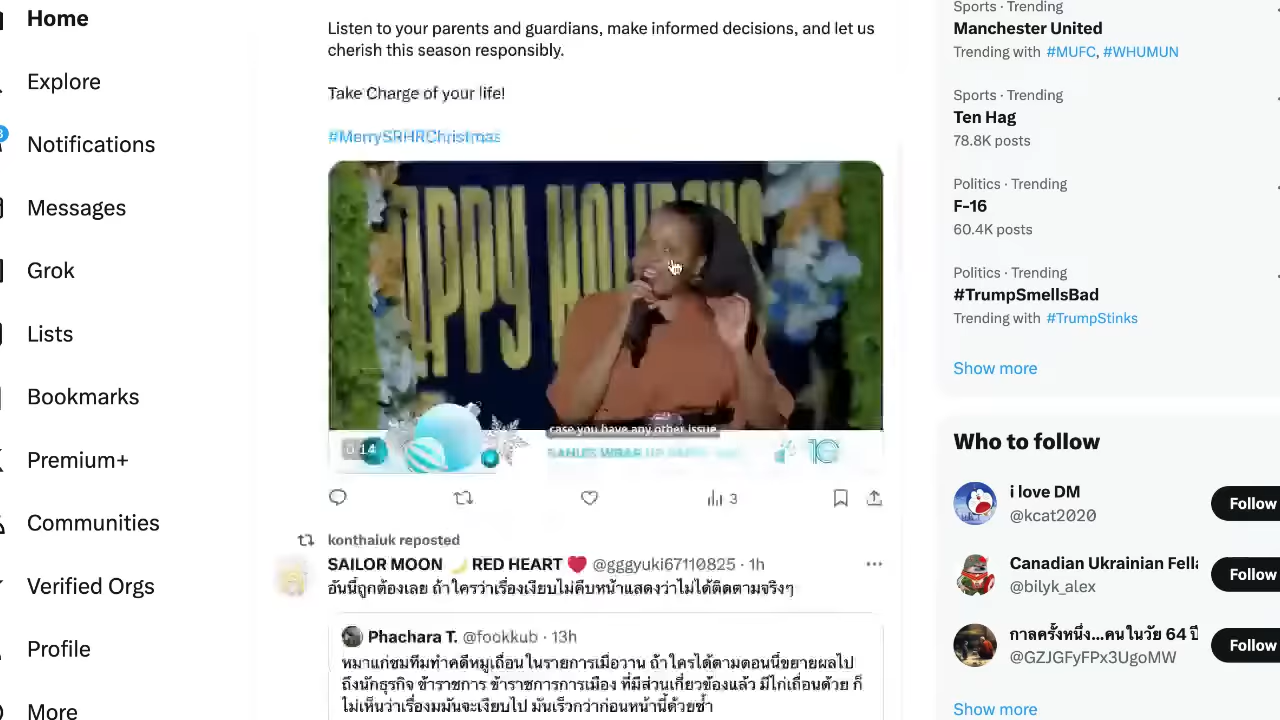 Home
Explore
Notifications
Messages
Grok
Lists
Bookmarks
Premium+
Communities
Verified Orgs
Profile
More
Listen to your parents and guardians, make informed decisions, and let us
cherish this season responsibly.
Take Charge of your life!
#MerrySRHRChristmas
APPY HOLIDAYS
case you have any other issue
0:14
3
konthaiuk reposted
SAILOR MOON 🌙 RED HEART ❤️ @gggyuki67110825 · 1h
อันนี้ถูกต้องเลย ถ้าใครว่าเรื่องเงียบไม่คืบหน้าแสดงว่าไม่ได้ติดตามจริงๆ
Phachara T. @fookkub · 13h
หมาแก่ชมทีมทำคดีหมูเถื่อนในรายการเมื่อวาน ถ้าใครได้ตามตอนนี้ขยายผลไป
ถึงนักธุรกิจ ข้าราชการ ข้าราชการการเมือง ที่มีส่วนเกี่ยวข้องแล้ว มีไก่เถื่อนด้วย ก็
ไม่เห็นว่าเรื่องมมันจะเงียบไป มันเร็วกว่าก่อนหน้านี้ด้วยซ้ำ
Sports · Trending
Manchester United
Trending with #MUFC, #WHUMUN
Sports · Trending
Ten Hag
78.8K posts
Politics · Trending
F-16
60.4K posts
Politics · Trending
#TrumpSmellsBad
Trending with #TrumpStinks
Show more
Who to follow
i love DM
@kcat2020
Follow
Canadian Ukrainian Fella
@bilyk_alex
Follow
กาลครั้งหนึ่ง...คนในวัย 64 ปี
@GZJGFyFPx3UgoMW
Follow
Show more